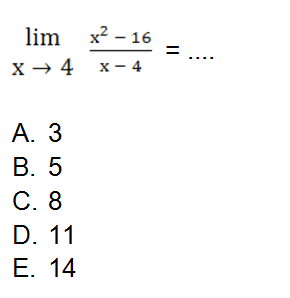 lim x² – 16 = ....
x → 4 x – 4
A. 3
B. 5
C. 8
D. 11
E. 14